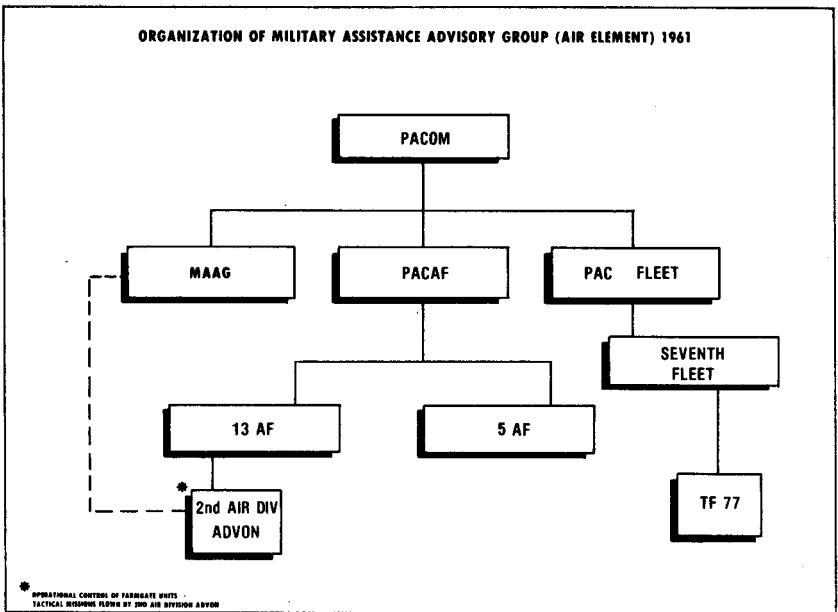 ORGANIZATION OF MILITARY ASSISTANCE ADVISORY GROUP (AIR ELEMENT) 1961
PACOM
MAAG
PACAF
PAC FLEET
SEVENTH
FLEET
13 AF
5 AF
* 2nd AIR DIV
ADVON
TF 77
* OPERATIONAL CONTROL OF FARMGATE UNITS
TACTICAL MISSIONS FLOWN BY 2ND AIR DIVISION ADVON